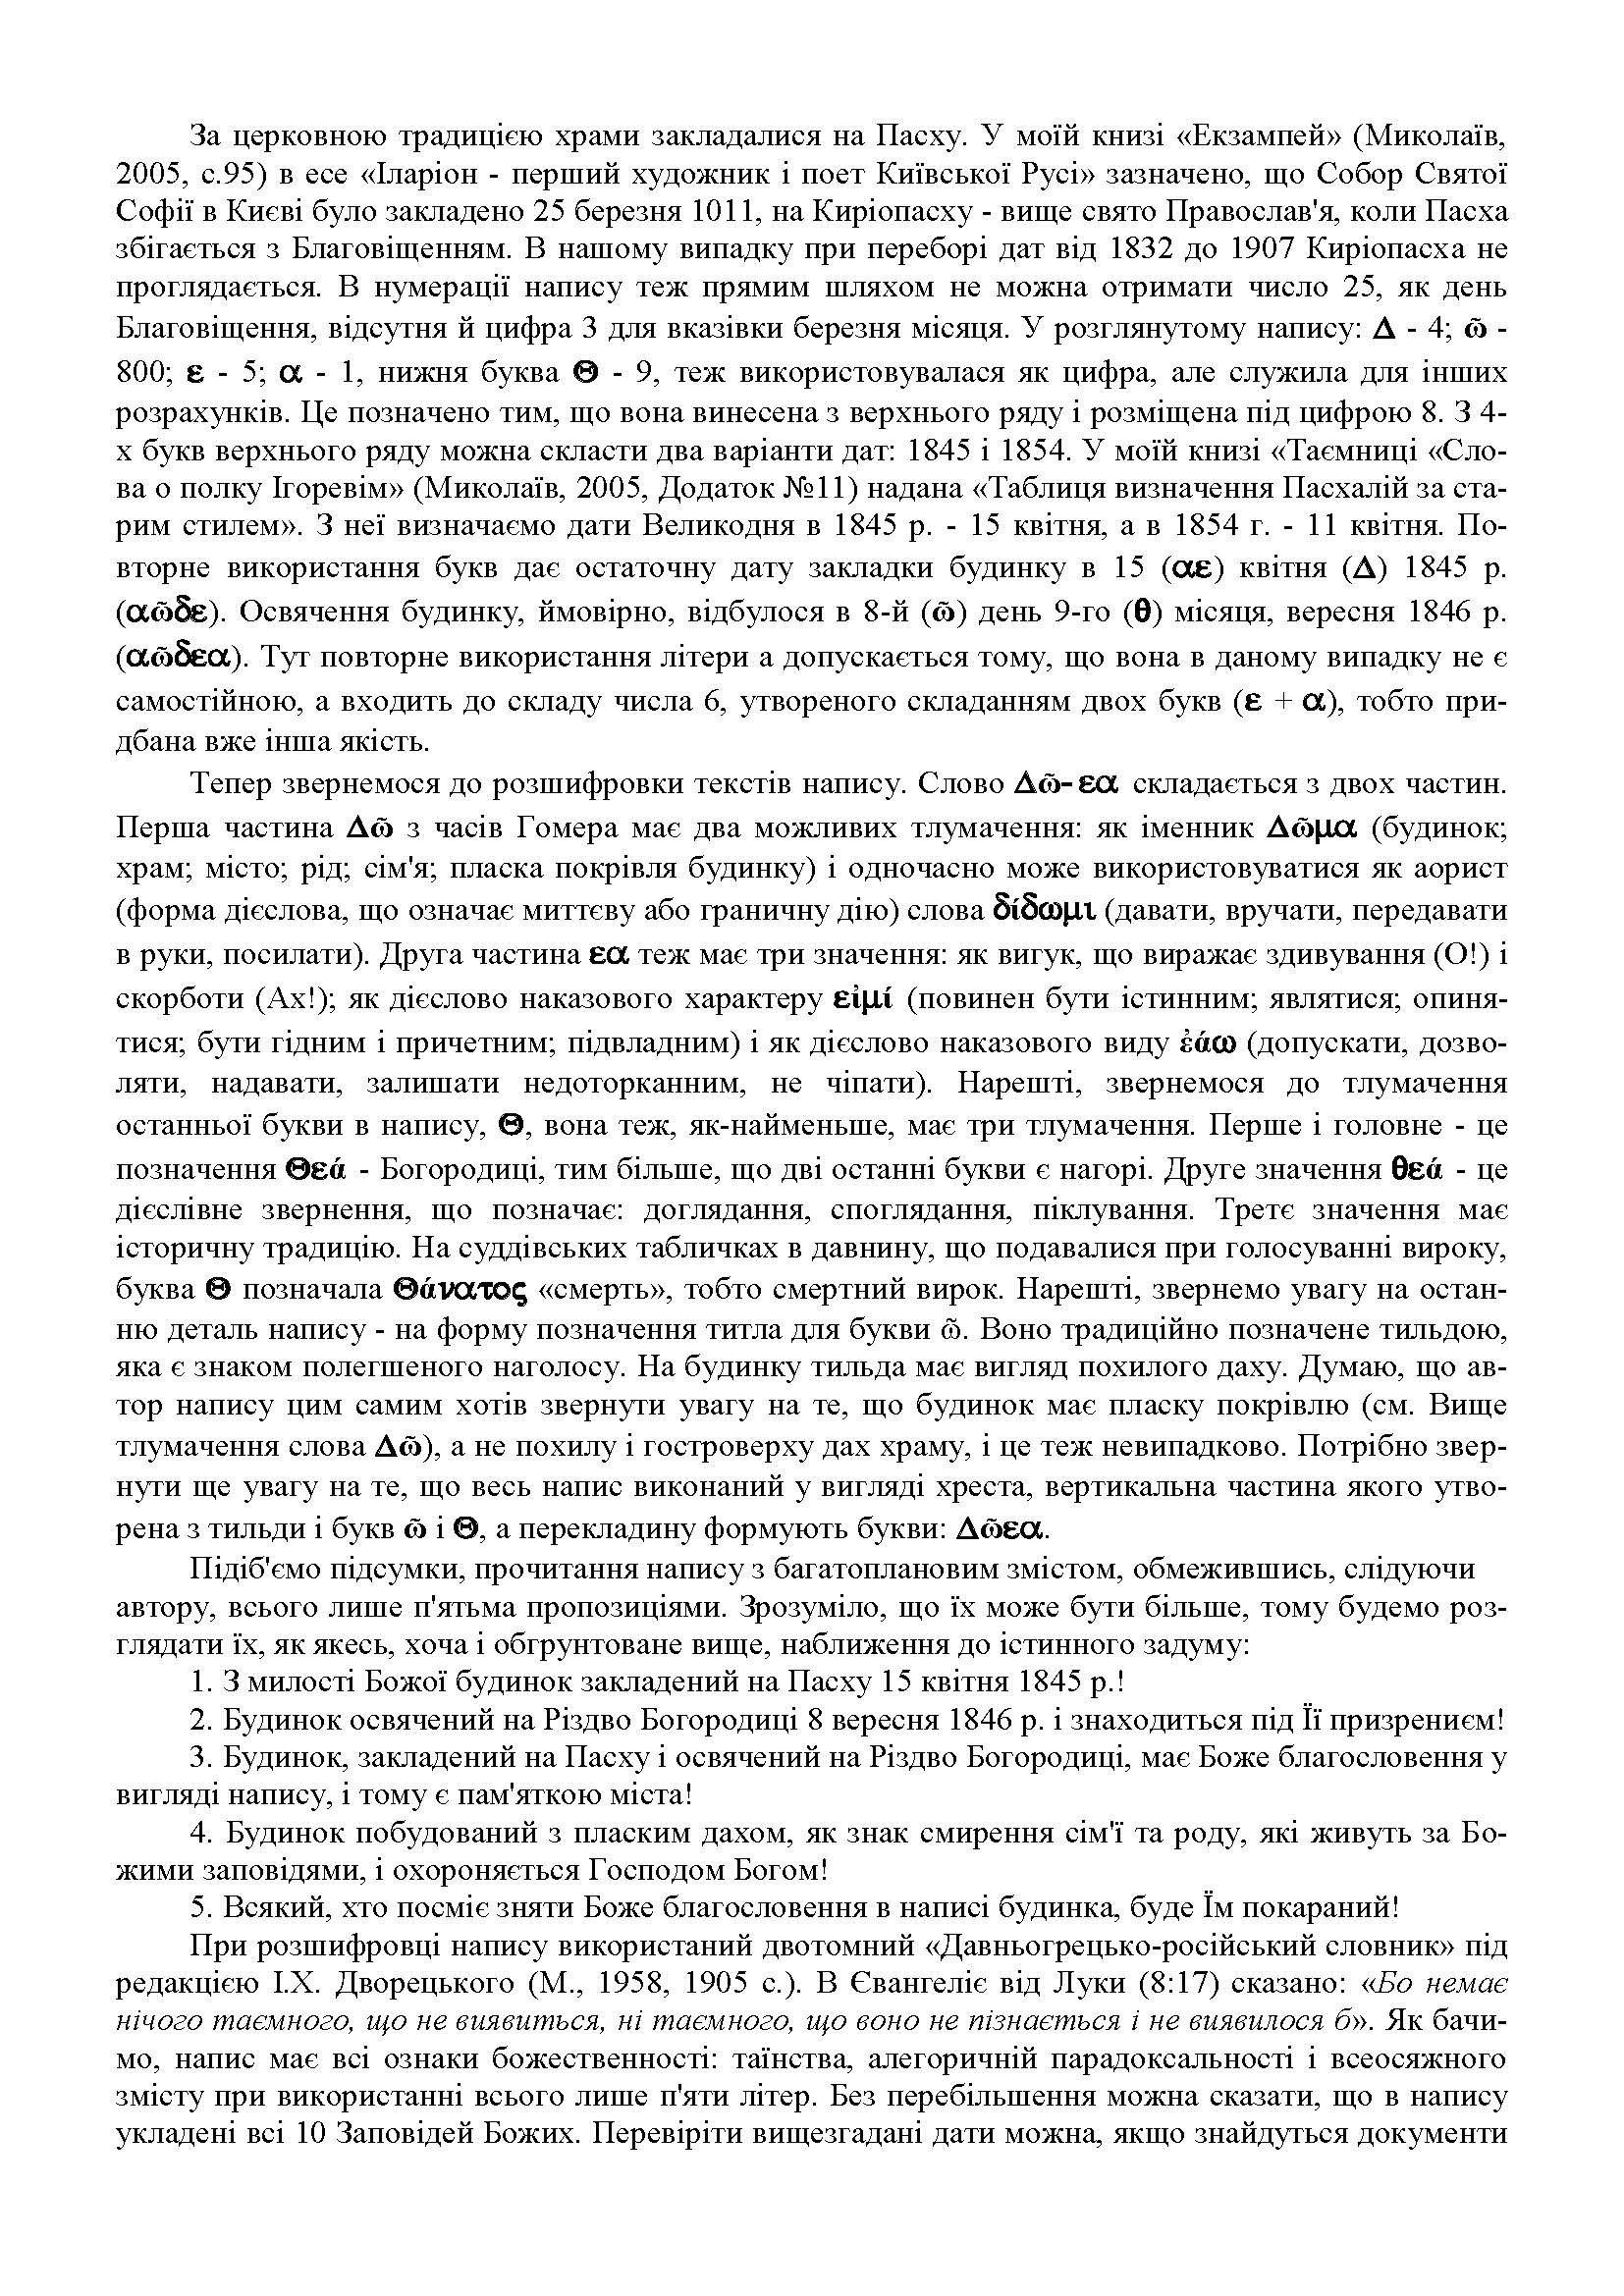 За церковною традицією храми закладалися на Пасху. У моїй книзі «Екзампей» (Миколаїв,
2005, с.95) в есе «Іларіон - перший художник і поет Київської Русі» зазначено, що Собор Святої
Софії в Києві було закладено 25 березня 1011, на Киріопасху - вище свято Православ'я, коли Пасха
збігається з Благовіщенням. В нашому випадку при переборі дат від 1832 до 1907 Киріопасха не
проглядається. В нумерації напису теж прямим шляхом не можна отримати число 25, як день
Благовіщення, відсутня й цифра 3 для вказівки березня місяця. У розглянутому напису: Δ - 4; ω̃ -
800; ε - 5; α - 1, нижня буква Θ - 9, теж використовувалася як цифра, але служила для інших
розрахунків. Це позначено тим, що вона винесена з верхнього ряду і розміщена під цифрою 8. З 4-
х букв верхнього ряду можна скласти два варіанти дат: 1845 і 1854. У моїй книзі «Таємниці «Сло-
ва о полку Ігоревім» (Миколаїв, 2005, Додаток №11) надана «Таблиця визначення Пасхалій за ста-
рим стилем». З неї визначаємо дати Великодня в 1845 р. - 15 квітня, а в 1854 г. - 11 квітня. По-
вторне використання букв дає остаточну дату закладки будинку в 15 (αε) квітня (Δ) 1845 р.
(αω̃δε). Освячення будинку, ймовірно, відбулося в 8-й (ω̃) день 9-го (θ) місяця, вересня 1846 р.
(αω̃δεα). Тут повторне використання літери а допускається тому, що вона в даному випадку не є
самостійною, а входить до складу числа 6, утвореного складанням двох букв (ε + α), тобто при-
дбана вже інша якість.
Тепер звернемося до розшифровки текстів напису. Слово Δω̃-εα складається з двох частин.
Перша частина Δω̃ з часів Гомера має два можливих тлумачення: як іменник Δω̃μα (будинок;
храм; місто; рід; сім'я; пласка покрівля будинку) і одночасно може використовуватися як аорист
(форма дієслова, що означає миттєву або граничну дію) слова δίδωμι (давати, вручати, передавати
в руки, посилати). Друга частина εα теж має три значення: як вигук, що виражає здивування (О!) і
скорботи (Ах!); як дієслово наказового характеру εἰμί (повинен бути істинним; являтися; опиня-
тися; бути гідним і причетним; підвладним) і як дієслово наказового виду ἐάω (допускати, дозво-
ляти, надавати, залишати недоторканним, не чіпати). Нарешті, звернемося до тлумачення
останньої букви в напису, Θ, вона теж, як-найменьше, має три тлумачення. Перше і головне - це
позначення Θεά - Богородиці, тим більше, що дві останні букви є нагорі. Друге значення θεά - це
дієслівне звернення, що позначає: доглядання, споглядання, піклування. Третє значення має
історичну традицію. На суддівських табличках в давнину, що подавалися при голосуванні вироку,
буква Θ позначала Θάνατος «смерть», тобто смертний вирок. Нарешті, звернемо увагу на остан-
ню деталь напису - на форму позначення титла для букви ω̃. Воно традиційно позначене тильдою,
яка є знаком полегшеного наголосу. На будинку тильда має вигляд похилого даху. Думаю, що ав-
тор напису цим самим хотів звернути увагу на те, що будинок має пласку покрівлю (см. Вище
тлумачення слова Δω̃), а не похилу і гостроверху дах храму, і це теж невипадково. Потрібно звер-
нути ще увагу на те, що весь напис виконаний у вигляді хреста, вертикальна частина якого утво-
рена з тильди і букв ω̃ і Θ, а перекладину формують букви: Δω̃εα.
Підіб'ємо підсумки, прочитання напису з багатоплановим змістом, обмежившись, слідуючи
автору, всього лише п'ятьма пропозиціями. Зрозуміло, що їх може бути більше, тому будемо роз-
глядати їх, як якесь, хоча і обгрунтоване вище, наближення до істинного задуму:
1. З милості Божої будинок закладений на Пасху 15 квітня 1845 р.!
2. Будинок освячений на Різдво Богородиці 8 вересня 1846 р. і знаходиться під Її призрениєм!
3. Будинок, закладений на Пасху і освячений на Різдво Богородиці, має Боже благословення у
вигляді напису, і тому є пам'яткою міста!
4. Будинок побудований з пласким дахом, як знак смирення сім'ї та роду, які живуть за Бо-
жими заповідями, і охороняється Господом Богом!
5. Всякий, хто посміє зняти Боже благословення в написі будинка, буде Їм покараний!
При розшифровці напису використаний двотомний «Давньогрецько-російський словник» під
редакцією І.Х. Дворецького (М., 1958, 1905 с.). В Євангеліє від Луки (8:17) сказано: «Бо немає
нічого таємного, що не виявиться, ні таємного, що воно не пізнається і не виявилося б». Як бачи-
мо, напис має всі ознаки божественності: таїнства, алегоричній парадоксальності і всеосяжного
змісту при використанні всього лише п'яти літер. Без перебільшення можна сказати, що в напису
укладені всі 10 Заповідей Божих. Перевіріти вищезгадані дати можна, якщо знайдуться документи